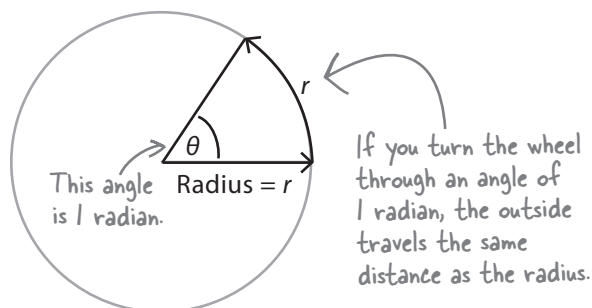 r
θ
This angle
is 1 radian.
Radius = r
If you turn the wheel
through an angle of
1 radian, the outside
travels the same
distance as the radius.